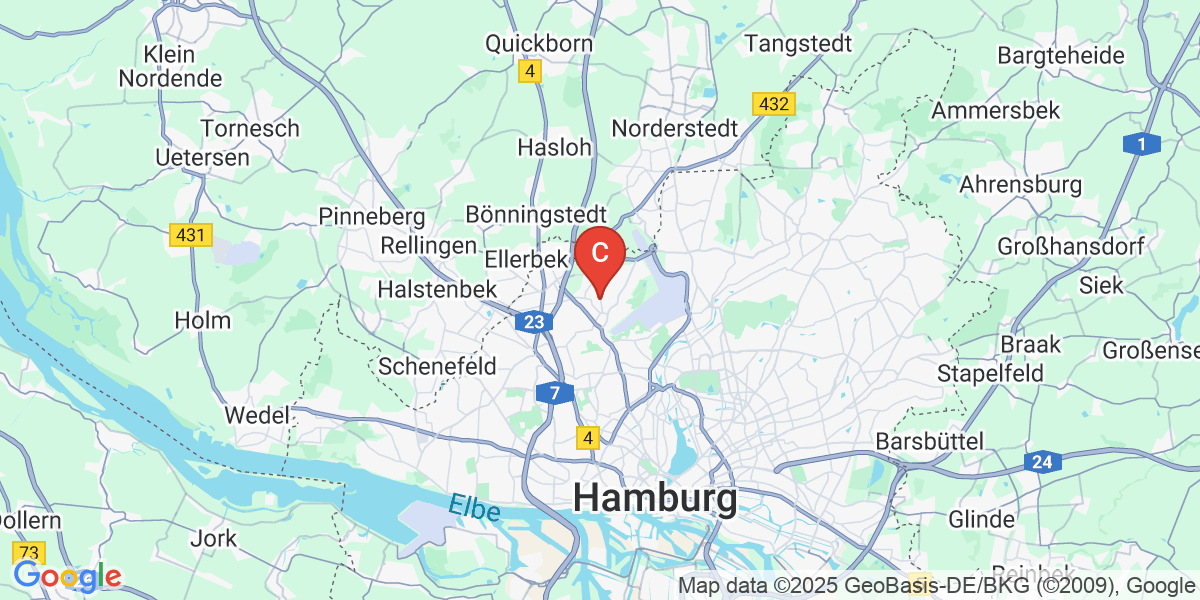 Klein
Nordende
Quickborn
4
Tangstedt
Bargteheide
432
Ammersbek
Tornesch
Norderstedt
1
Uetersen
Hasloh
Ahrensburg
Pinneberg
Bönningstedt
431
Rellingen
Ellerbek
C
Großhansdorf
Halstenbek
Siek
Holm
23
Braak
Großense
Schenefeld
Stapelfeld
7
Wedel
4
Barsbüttel
24
Hamburg
Elbe
Dollern
Glinde
Jork
73
Reinbek
Google
Map data ©2025 GeoBasis-DE/BKG (©2009), Google